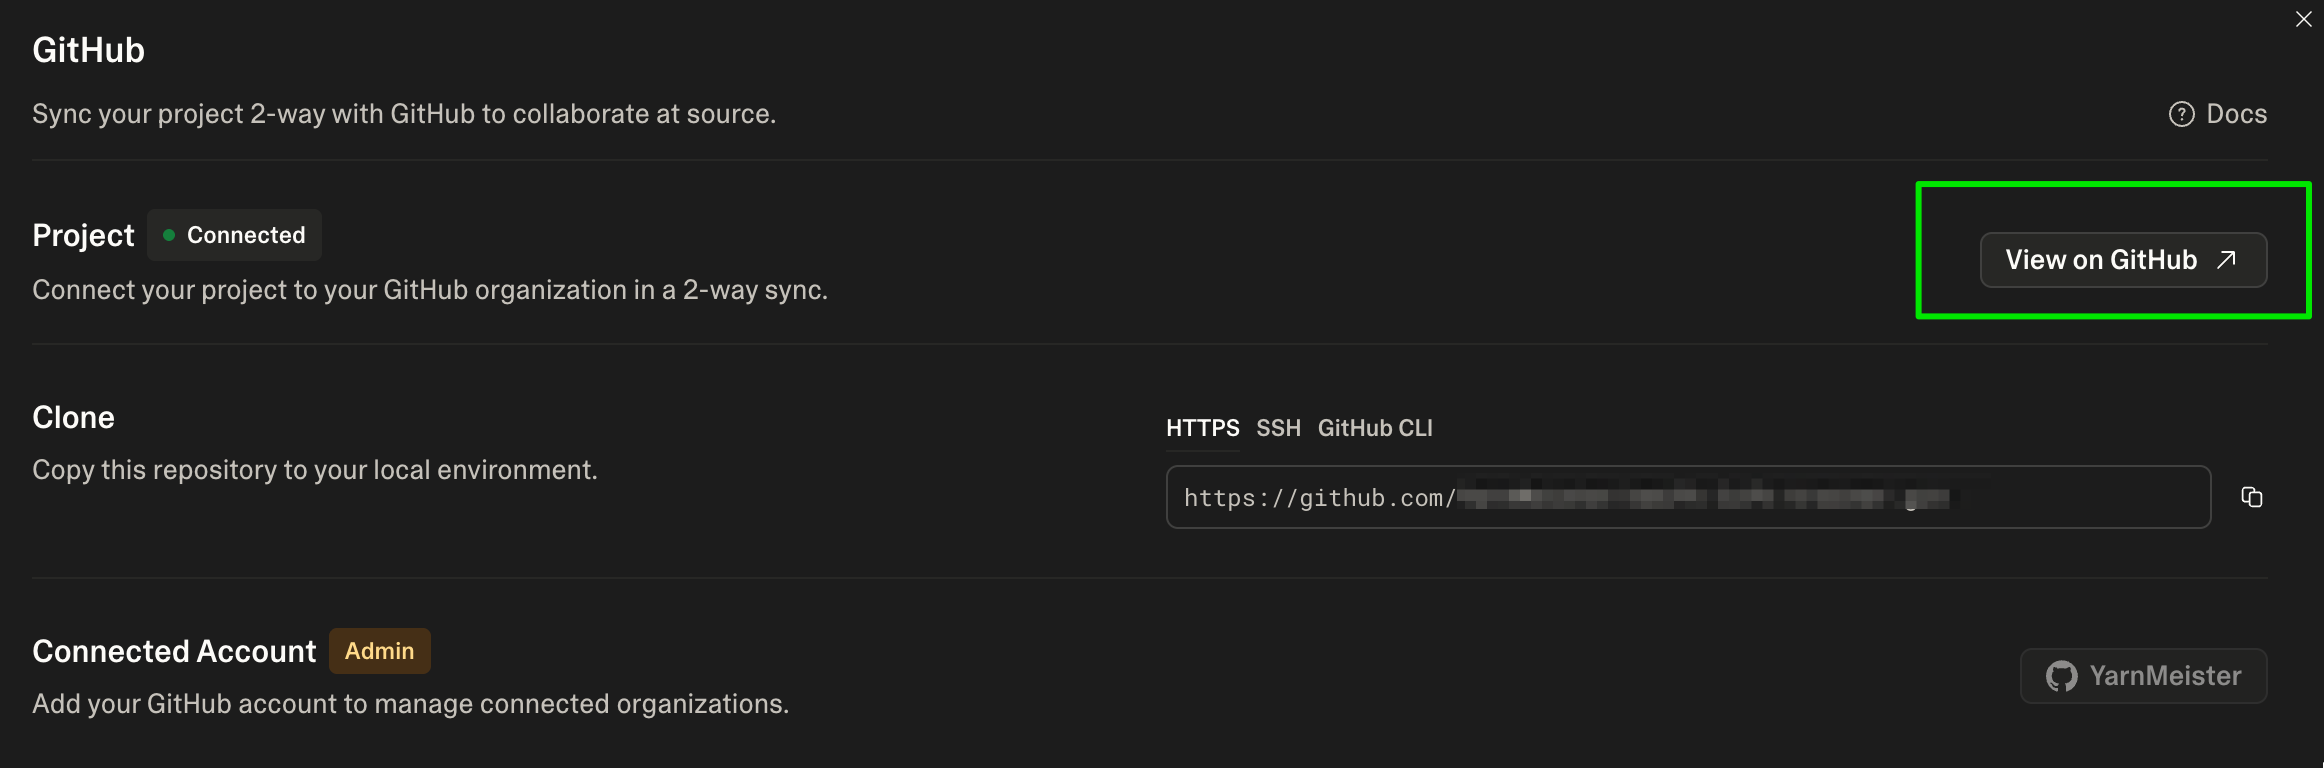 GitHub
Sync your project 2-way with GitHub to collaborate at source.
Docs
Project
Connected
Connect your project to your GitHub organization in a 2-way sync.
View on GitHub
Clone
Copy this repository to your local environment.
HTTPS SSH GitHub CLI
https://github.com/
Connected Account
Admin
Add your GitHub account to manage connected organizations.
YarnMeister